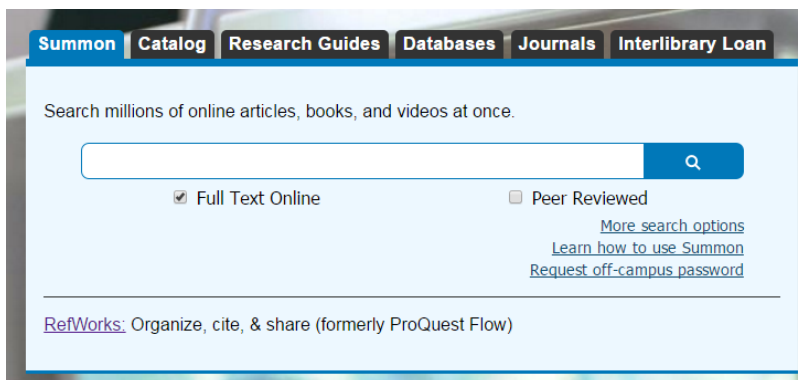 Summon Catalog Research Guides Databases Journals Interlibrary Loan
Search millions of online articles, books, and videos at once.
Full Text Online Peer Reviewed
More search options
Learn how to use Summon
Request off-campus password
RefWorks: Organize, cite, & share (formerly ProQuest Flow)